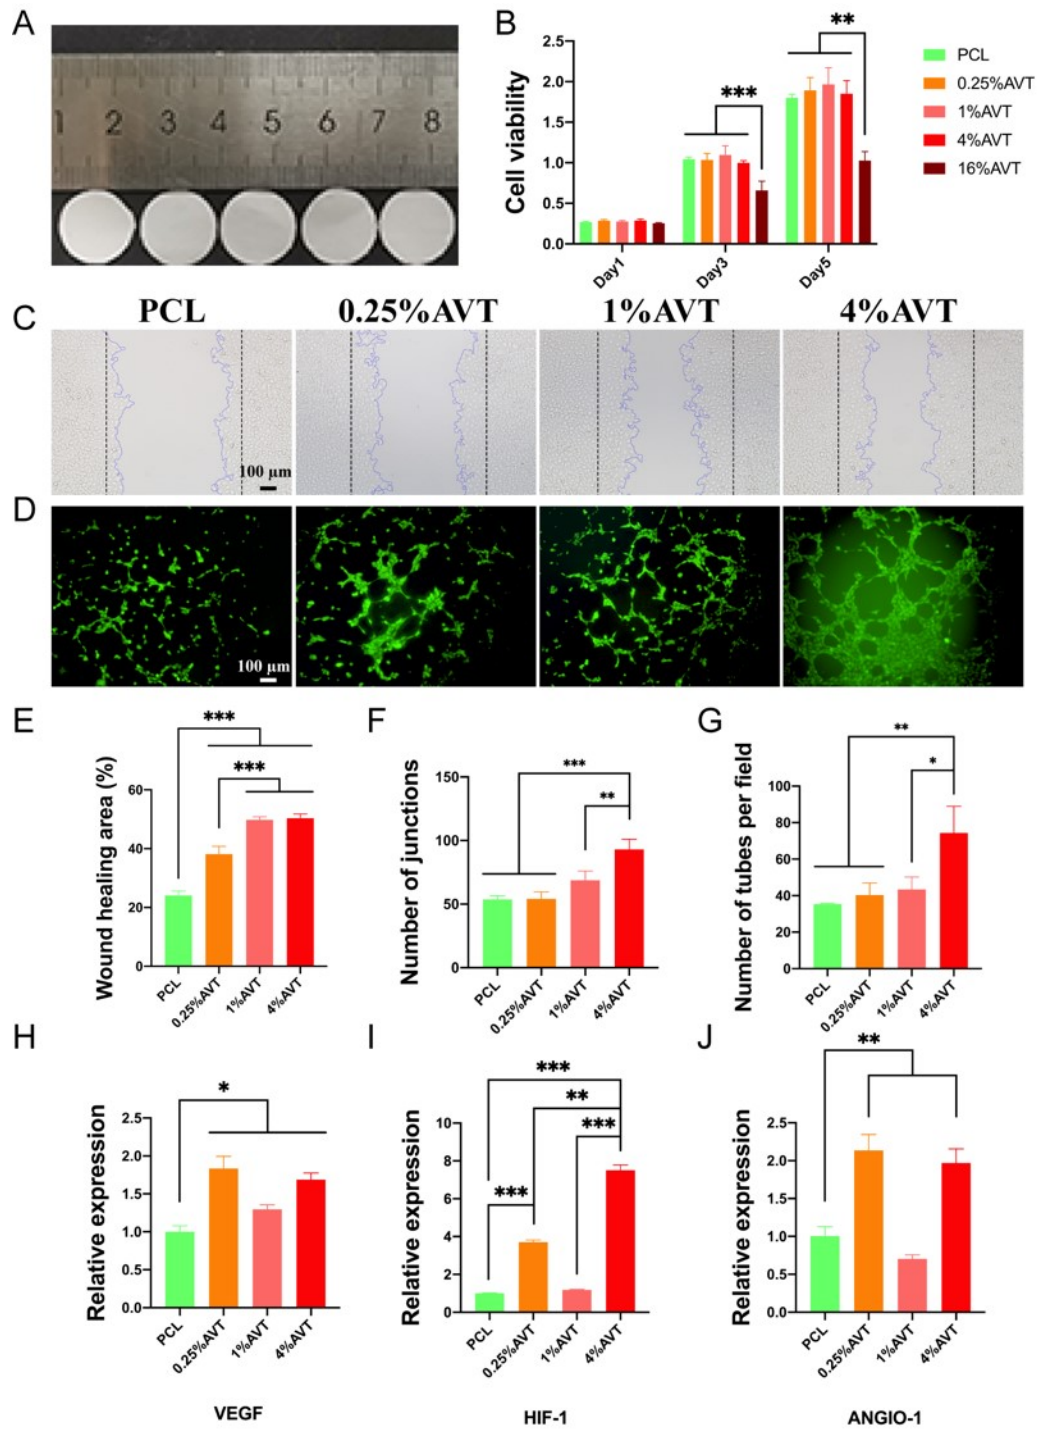 A
1 2 3 4 5 6 7 8
B
Cell viability
2.5
2.0
1.5
1.0
0.5
0.0
Day1
Day3
Day5
***
**
PCL
0.25%AVT
1%AVT
4%AVT
16%AVT
C
PCL
0.25%AVT
1%AVT
4%AVT
100 µm
D
100 µm
E
Wound healing area (%)
60
40
20
0
***
***
PCL
0.25%AVT
1%AVT
4%AVT
F
Number of junctions
150
100
50
0
***
**
PCL
0.25%AVT
1%AVT
4%AVT
G
Number of tubes per field
100
80
60
40
20
0
**
*
PCL
0.25%AVT
1%AVT
4%AVT
H
Relative expression
2.5
2.0
1.5
1.0
0.5
0.0
*
PCL
0.25%AVT
1%AVT
4%AVT
VEGF
I
Relative expression
10
8
6
4
2
0
***
**
***
***
PCL
0.25%AVT
1%AVT
4%AVT
HIF-1
J
Relative expression
2.5
2.0
1.5
1.0
0.5
0.0
**
PCL
0.25%AVT
1%AVT
4%AVT
ANGIO-1